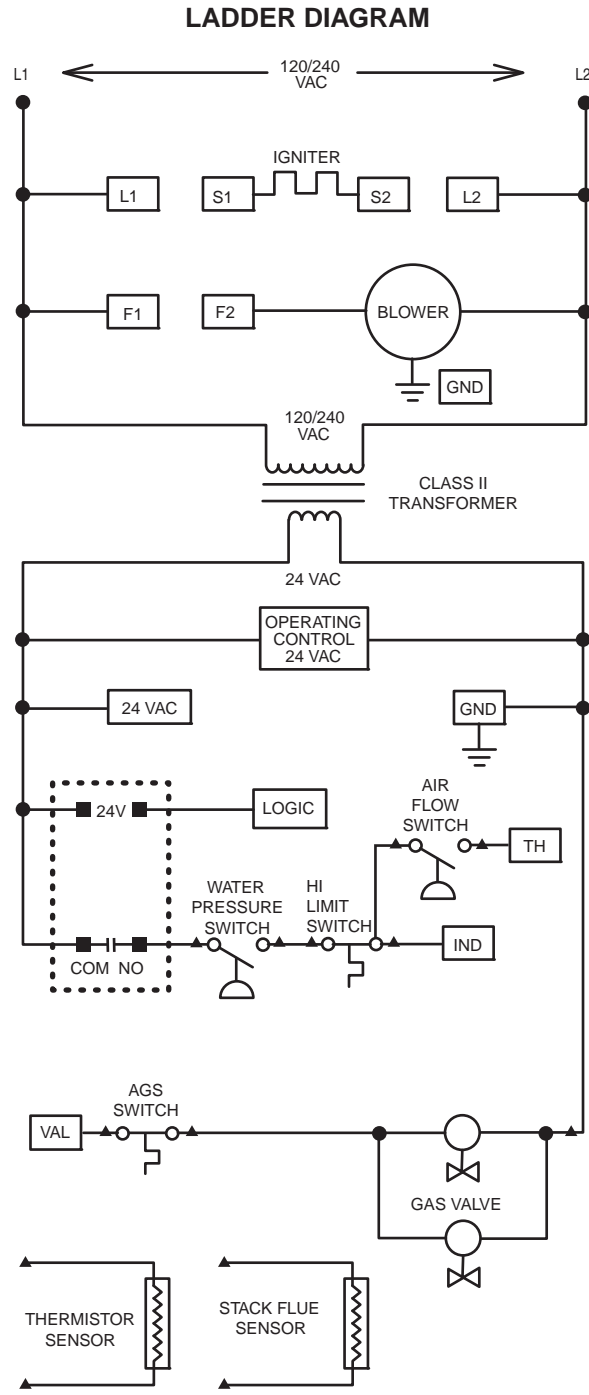 LADDER DIAGRAM
L1
120/240
VAC
L2
IGNITER
L1
S1
S2
L2
F1
F2
BLOWER
GND
120/240
VAC
CLASS II
TRANSFORMER
24 VAC
OPERATING
CONTROL
24 VAC
24 VAC
GND
24V
LOGIC
AIR
FLOW
SWITCH
TH
WATER
PRESSURE
SWITCH
HI
LIMIT
SWITCH
IND
COM NO
AGS
SWITCH
VAL
GAS VALVE
THERMISTOR
SENSOR
STACK FLUE
SENSOR